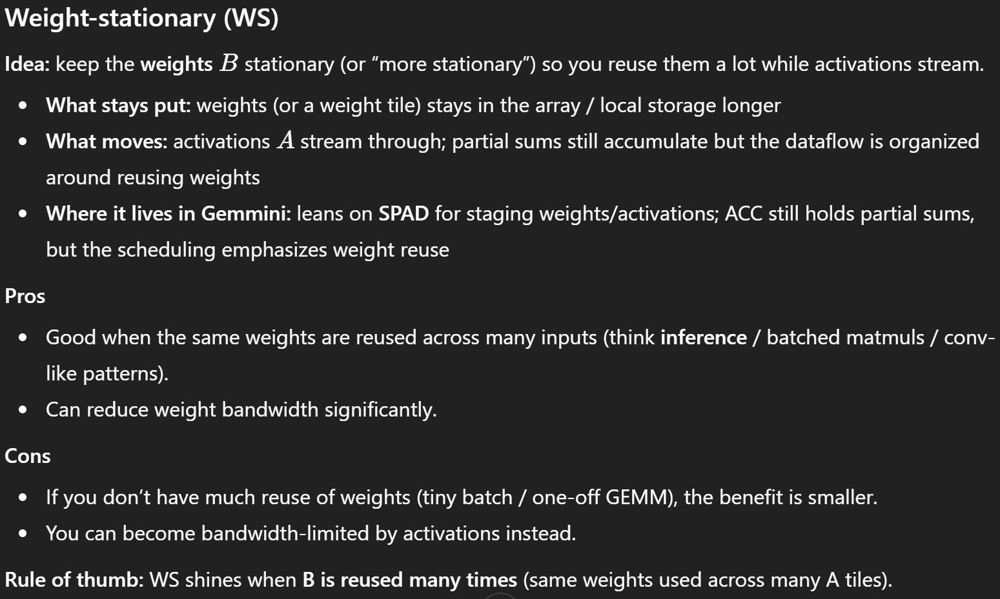 Weight-stationary (WS)
Idea: keep the weights B stationary (or “more stationary”) so you reuse them a lot while activations stream.
• What stays put: weights (or a weight tile) stays in the array / local storage longer
• What moves: activations A stream through; partial sums still accumulate but the dataflow is organized
around reusing weights
• Where it lives in Gemmini: leans on SPAD for staging weights/activations; ACC still holds partial sums,
but the scheduling emphasizes weight reuse
Pros
• Good when the same weights are reused across many inputs (think inference / batched matmuls / conv-
like patterns).
• Can reduce weight bandwidth significantly.
Cons
• If you don’t have much reuse of weights (tiny batch / one-off GEMM), the benefit is smaller.
• You can become bandwidth-limited by activations instead.
Rule of thumb: WS shines when B is reused many times (same weights used across many A tiles).